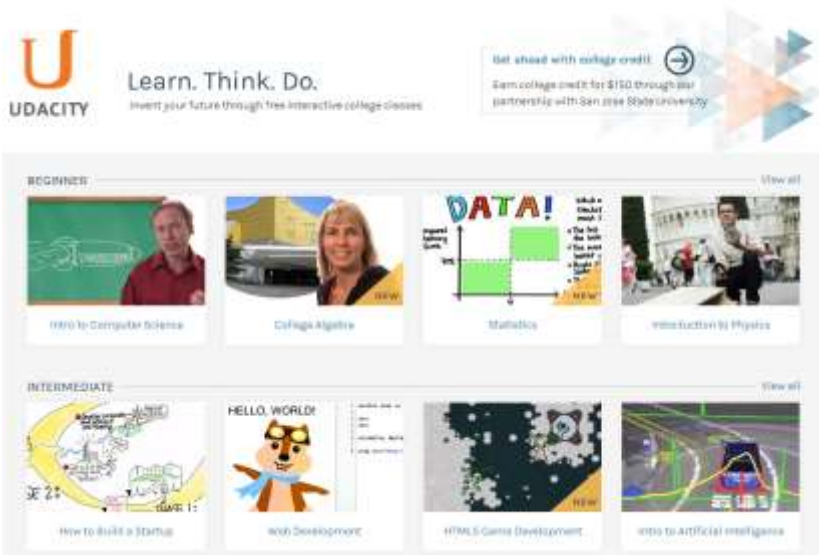 UDACITY
Learn. Think. Do.
Invent your future through free interactive college classes
Get ahead with college credit
Earn college credit for $150 through our
partnership with San Jose State University
BEGINNER
View all
DATA!
NEW
NEW
Intro to Computer Science
College Algebra
Statistics
Introduction to Physics
INTERMEDIATE
View all
HELLO, WORLD!
SE 2:
NEW
How to Build a Startup
Web Development
HTML5 Game Development
Intro to Artificial Intelligence